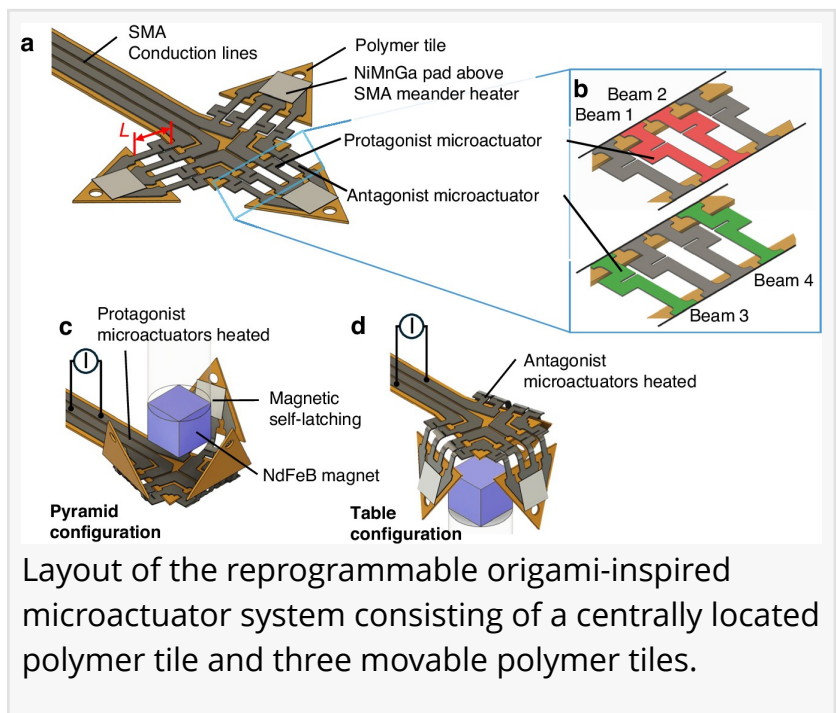 a
SMA
Conduction lines
Polymer tile
NiMnGa pad above
SMA meander heater
L
Protagonist microactuator
Antagonist microactuator
b
Beam 2
Beam 1
Beam 4
Beam 3
c
Protagonist
microactuators heated
I
Magnetic
self-latching
NdFeB magnet
Pyramid
configuration
d
I
Antagonist
microactuators heated
Table
configuration
Layout of the reprogrammable origami-inspired
microactuator system consisting of a centrally located
polymer tile and three movable polymer tiles.